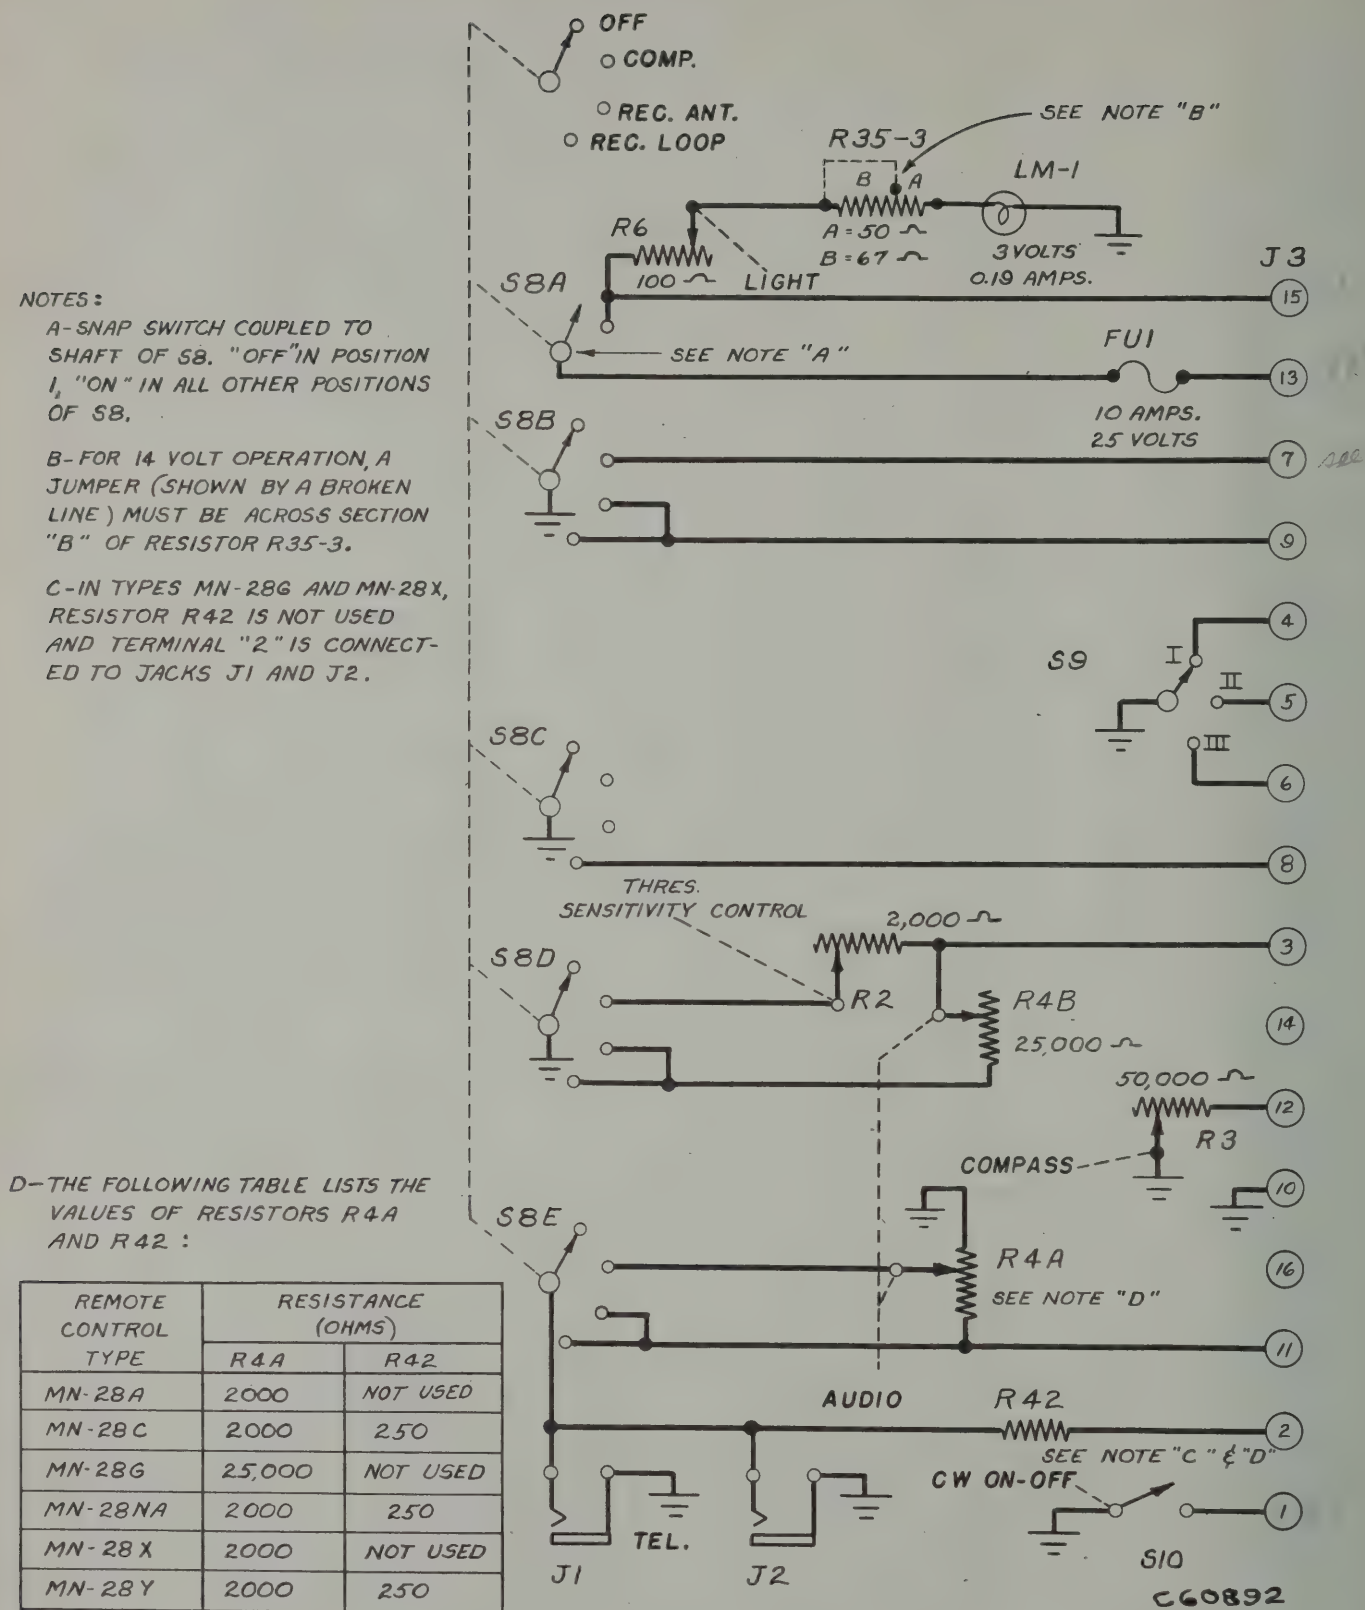 OFF
COMP.
REC. ANT.
REC. LOOP
SEE NOTE "B"
R35-3
B
A
LM-1
A=50
B=67
3 VOLTS
0.19 AMPS.
R6
100
LIGHT
J3
15
S8A
SEE NOTE "A"
FU1
13
10 AMPS.
25 VOLTS
NOTES:
A-SNAP SWITCH COUPLED TO
SHAFT OF S8. "OFF" IN POSITION
1, "ON" IN ALL OTHER POSITIONS
OF S8.
B-FOR 14 VOLT OPERATION, A
JUMPER (SHOWN BY A BROKEN
LINE) MUST BE ACROSS SECTION
"B" OF RESISTOR R35-3.
C-IN TYPES MN-28G AND MN-28X,
RESISTOR R42 IS NOT USED
AND TERMINAL "2" IS CONNECT-
ED TO JACKS J1 AND J2.
S8B
7 see
9
4
S9
I
II
5
III
6
S8C
8
THRES.
SENSITIVITY CONTROL
2,000
3
S8D
R2
R4B
25,000
14
50,000
12
R3
COMPASS
10
D-THE FOLLOWING TABLE LISTS THE
VALUES OF RESISTORS R4A
AND R42:
S8E
R4A
SEE NOTE "D"
16
11
AUDIO
R42
2
SEE NOTE "C" & "D"
CW ON-OFF
1
S10
TEL.
J1
J2
REMOTE CONTROL TYPE
RESISTANCE (OHMS)
R4A R42
MN-28A 2000 NOT USED
MN-28C 2000 250
MN-28G 25,000 NOT USED
MN-28NA 2000 250
MN-28X 2000 NOT USED
MN-28Y 2000 250
C60892